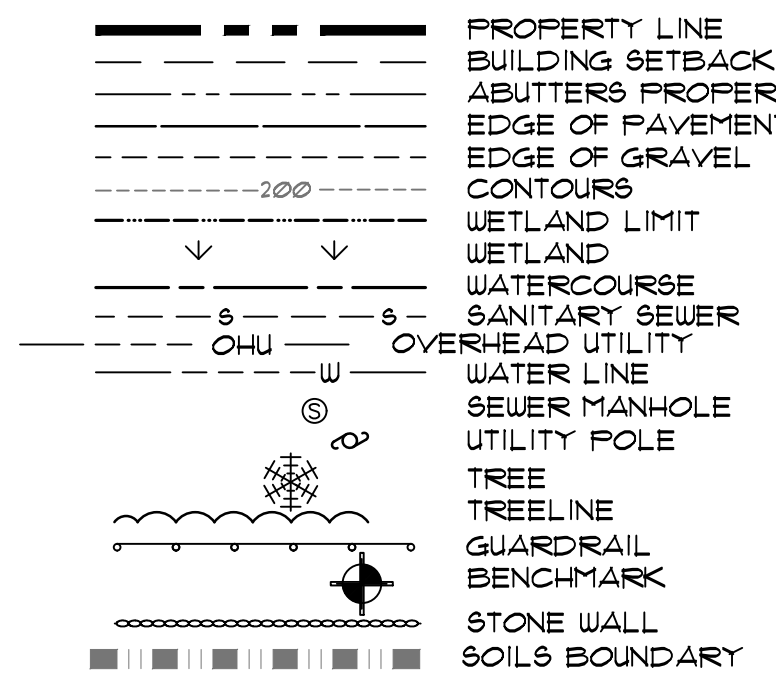 PROPERTY LINE
BUILDING SETBACK
ABUTTERS PROPER
EDGE OF PAVEMENT
EDGE OF GRAVEL
200 CONTOURS
WETLAND LIMIT
WETLAND
WATERCOURSE
S S SANITARY SEWER
OHU OVERHEAD UTILITY
W WATER LINE
S SEWER MANHOLE
UTILITY POLE
TREE
TREELINE
GUARDRAIL
BENCHMARK
STONE WALL
SOILS BOUNDARY